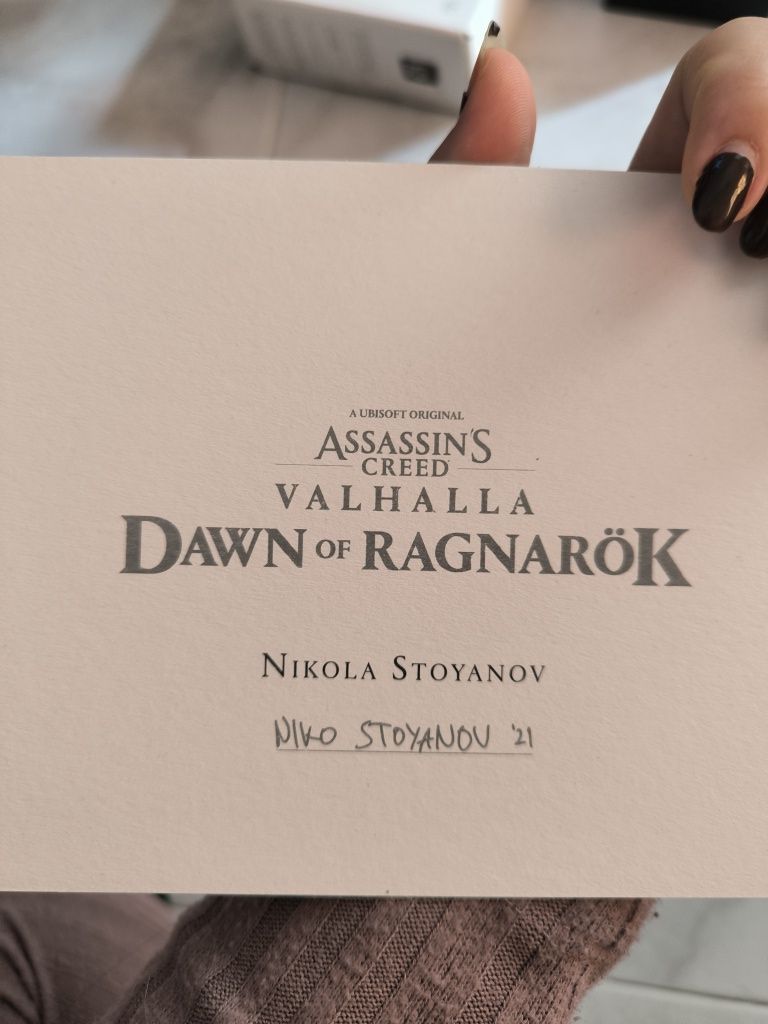 A UBISOFT ORIGINAL
ASSASSIN'S
CREED
VALHALLA
DAWN OF RAGNARÖK
NIKOLA STOYANOV
NIKO STOYANOV '21